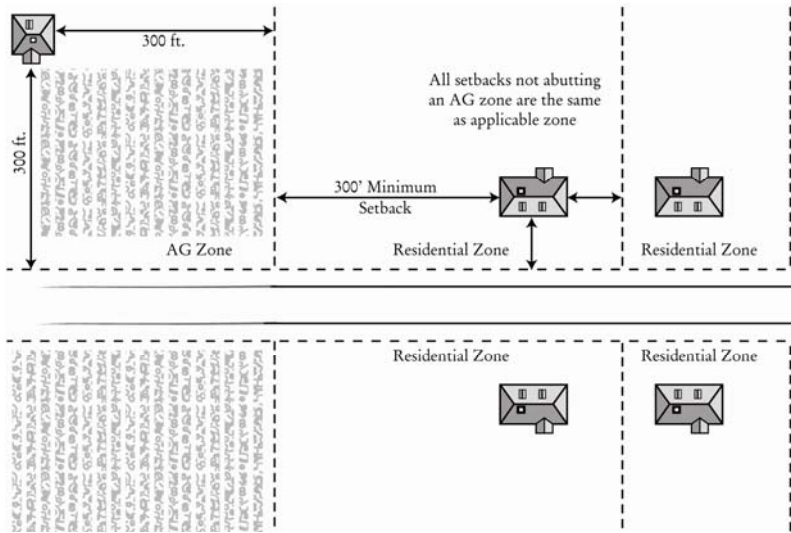 300 ft.
300 ft.
All setbacks not abutting
an AG zone are the same
as applicable zone
300' Minimum
Setback
AG Zone
Residential Zone
Residential Zone
Residential Zone
Residential Zone